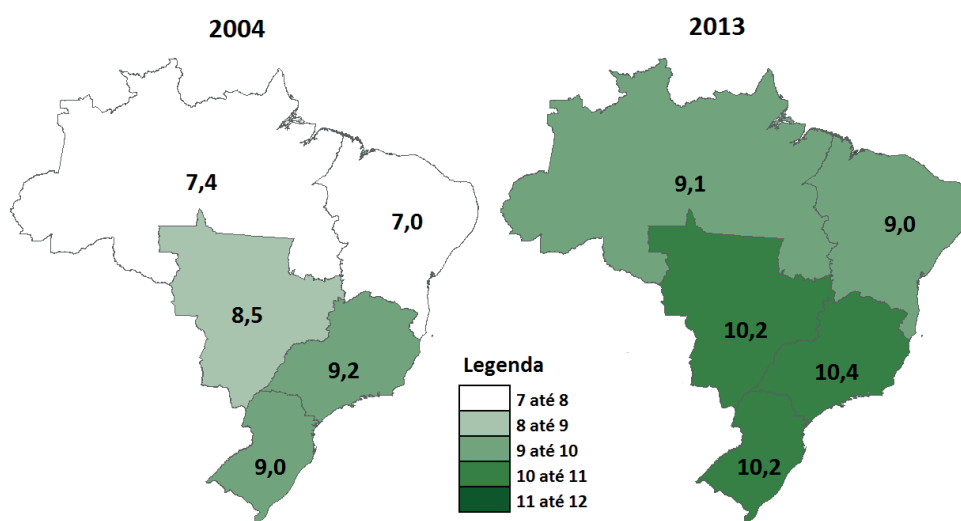 2004
2013
7,4
7,0
8,5
9,2
9,0
9,1
9,0
10,2
10,4
10,2
Legenda
7 até 8
8 até 9
9 até 10
10 até 11
11 até 12